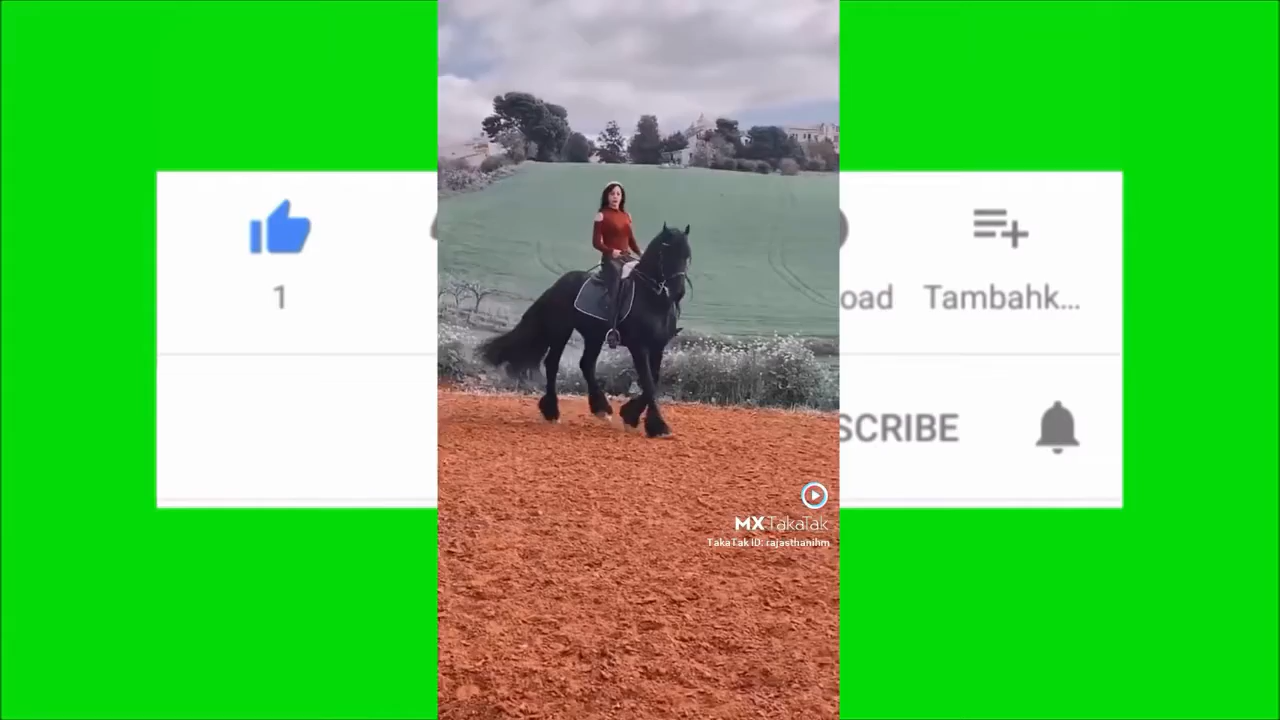 1
oad
Tambahk...
SCRIBE
MX TakaTak
TakaTak ID: rajasthanihm